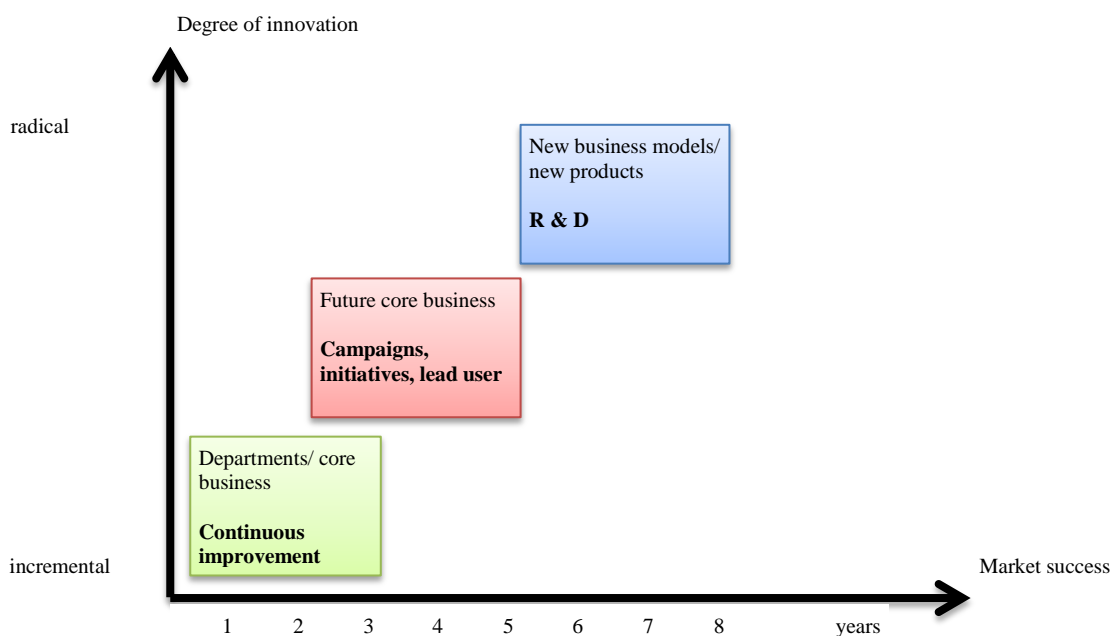 Degree of innovation
radical
New business models/
new products
R & D
Future core business
Campaigns,
initiatives, lead user
Departments/ core
business
Continuous
improvement
incremental
Market success
1 2 3 4 5 6 7 8 years